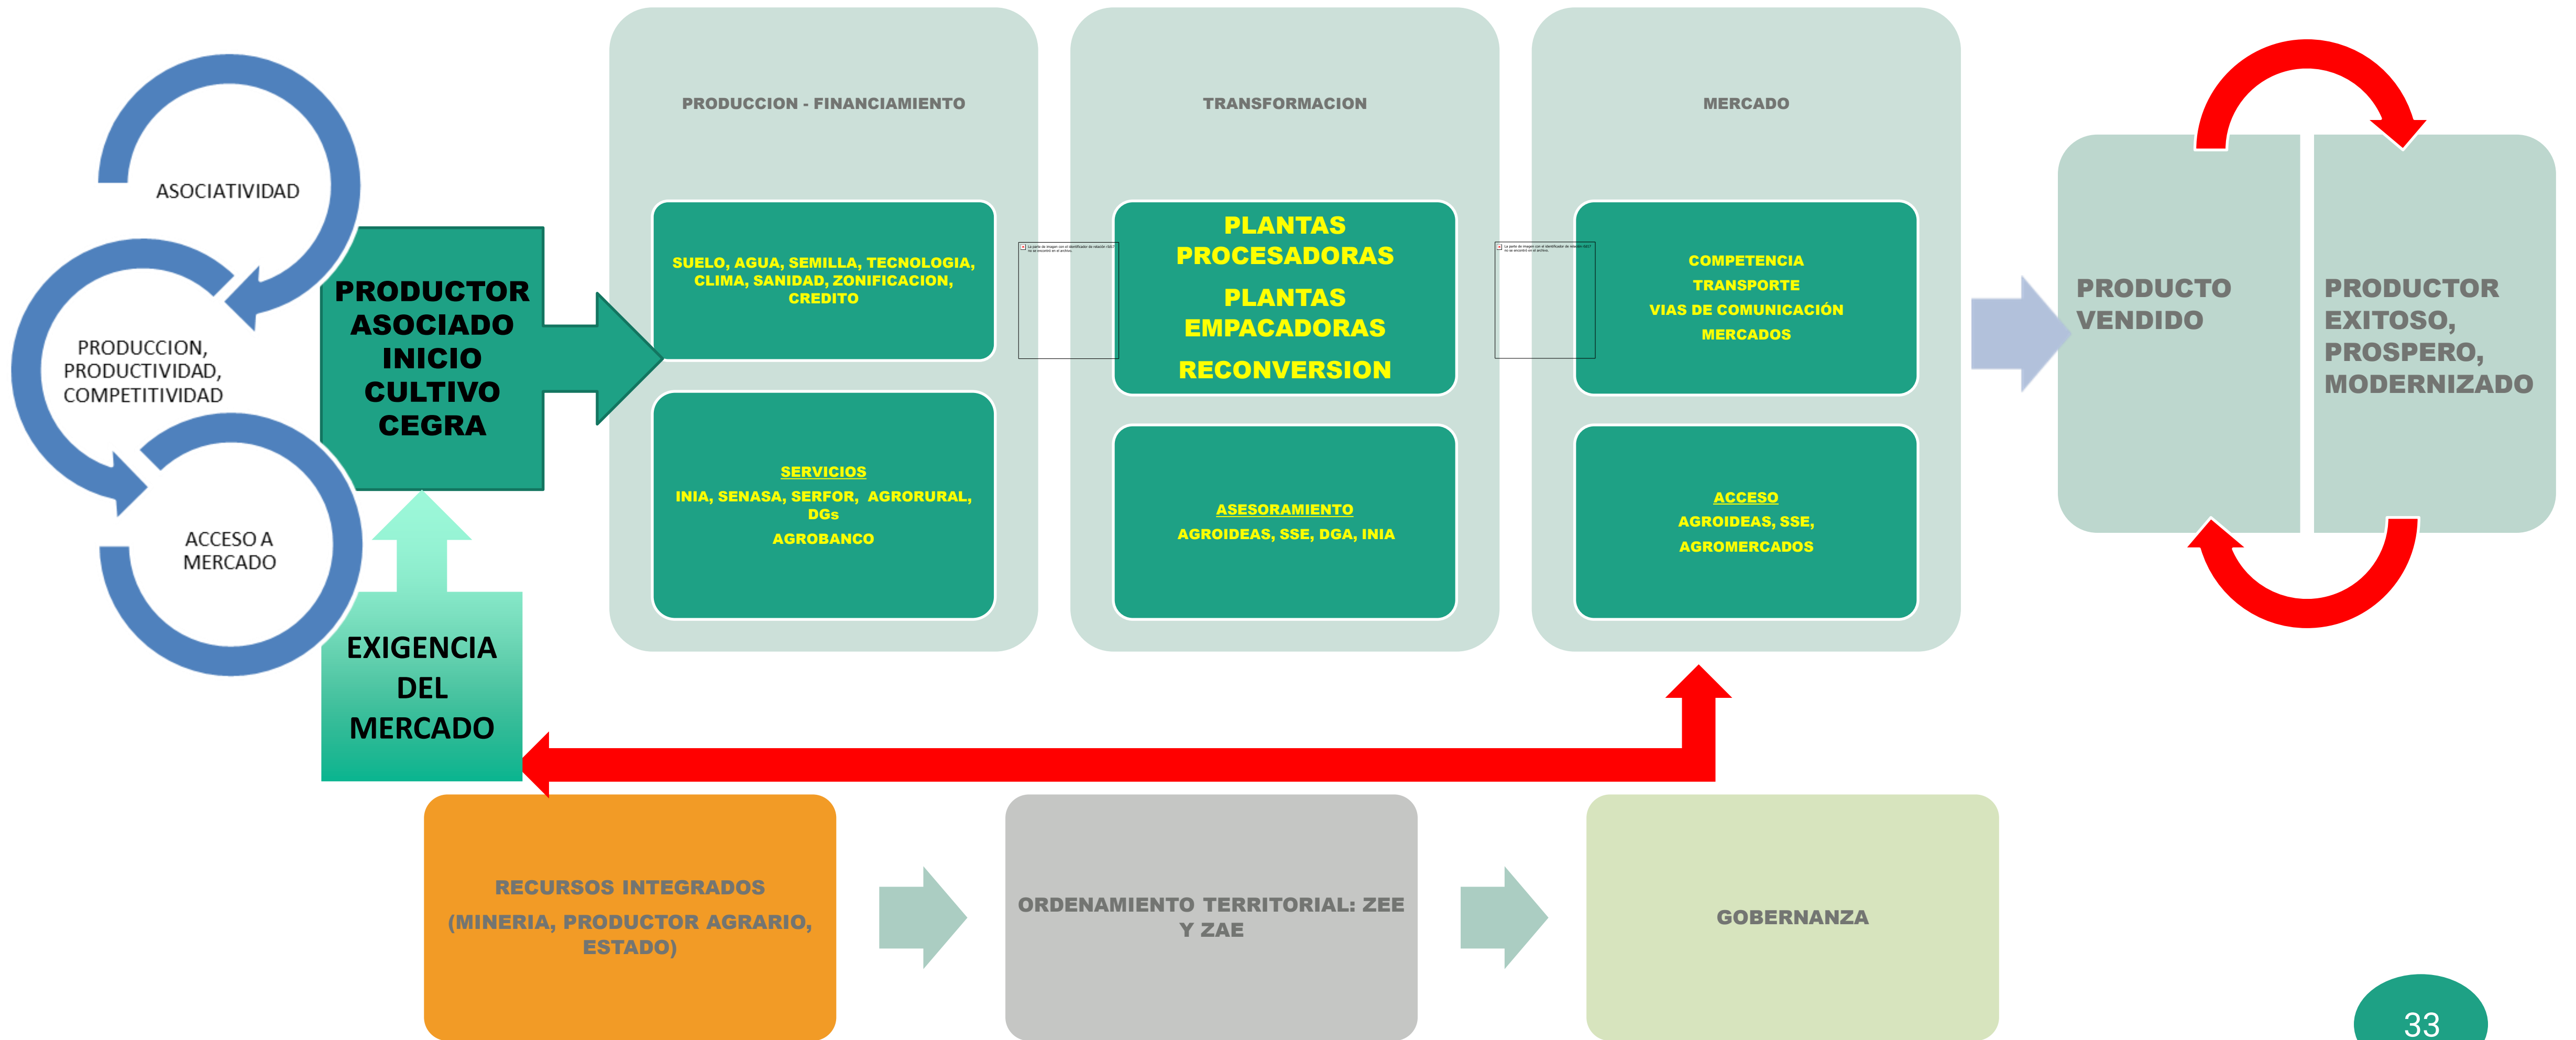 ASOCIATIVIDAD
PRODUCCION,
PRODUCTIVIDAD,
COMPETITIVIDAD
ACCESO A
MERCADO
PRODUCTOR
ASOCIADO
INICIO
CULTIVO
CEGRA
EXIGENCIA
DEL
MERCADO
PRODUCCION - FINANCIAMIENTO
SUELO, AGUA, SEMILLA, TECNOLOGIA,
CLIMA, SANIDAD, ZONIFICACION,
CREDITO
SERVICIOS
INIA, SENASA, SERFOR, AGRORURAL,
DGs
AGROBANCO
TRANSFORMACION
PLANTAS
PROCESADORAS
PLANTAS
EMPACADORAS
RECONVERSION
ASESORAMIENTO
AGROIDEAS, SSE, DGA, INIA
MERCADO
COMPETENCIA
TRANSPORTE
VIAS DE COMUNICACIÓN
MERCADOS
ACCESO
AGROIDEAS, SSE,
AGROMERCADOS
PRODUCTO
VENDIDO
PRODUCTOR
EXITOSO,
PROSPERO,
MODERNIZADO
RECURSOS INTEGRADOS
(MINERIA, PRODUCTOR AGRARIO,
ESTADO)
ORDENAMIENTO TERRITORIAL: ZEE
Y ZAE
GOBERNANZA
33